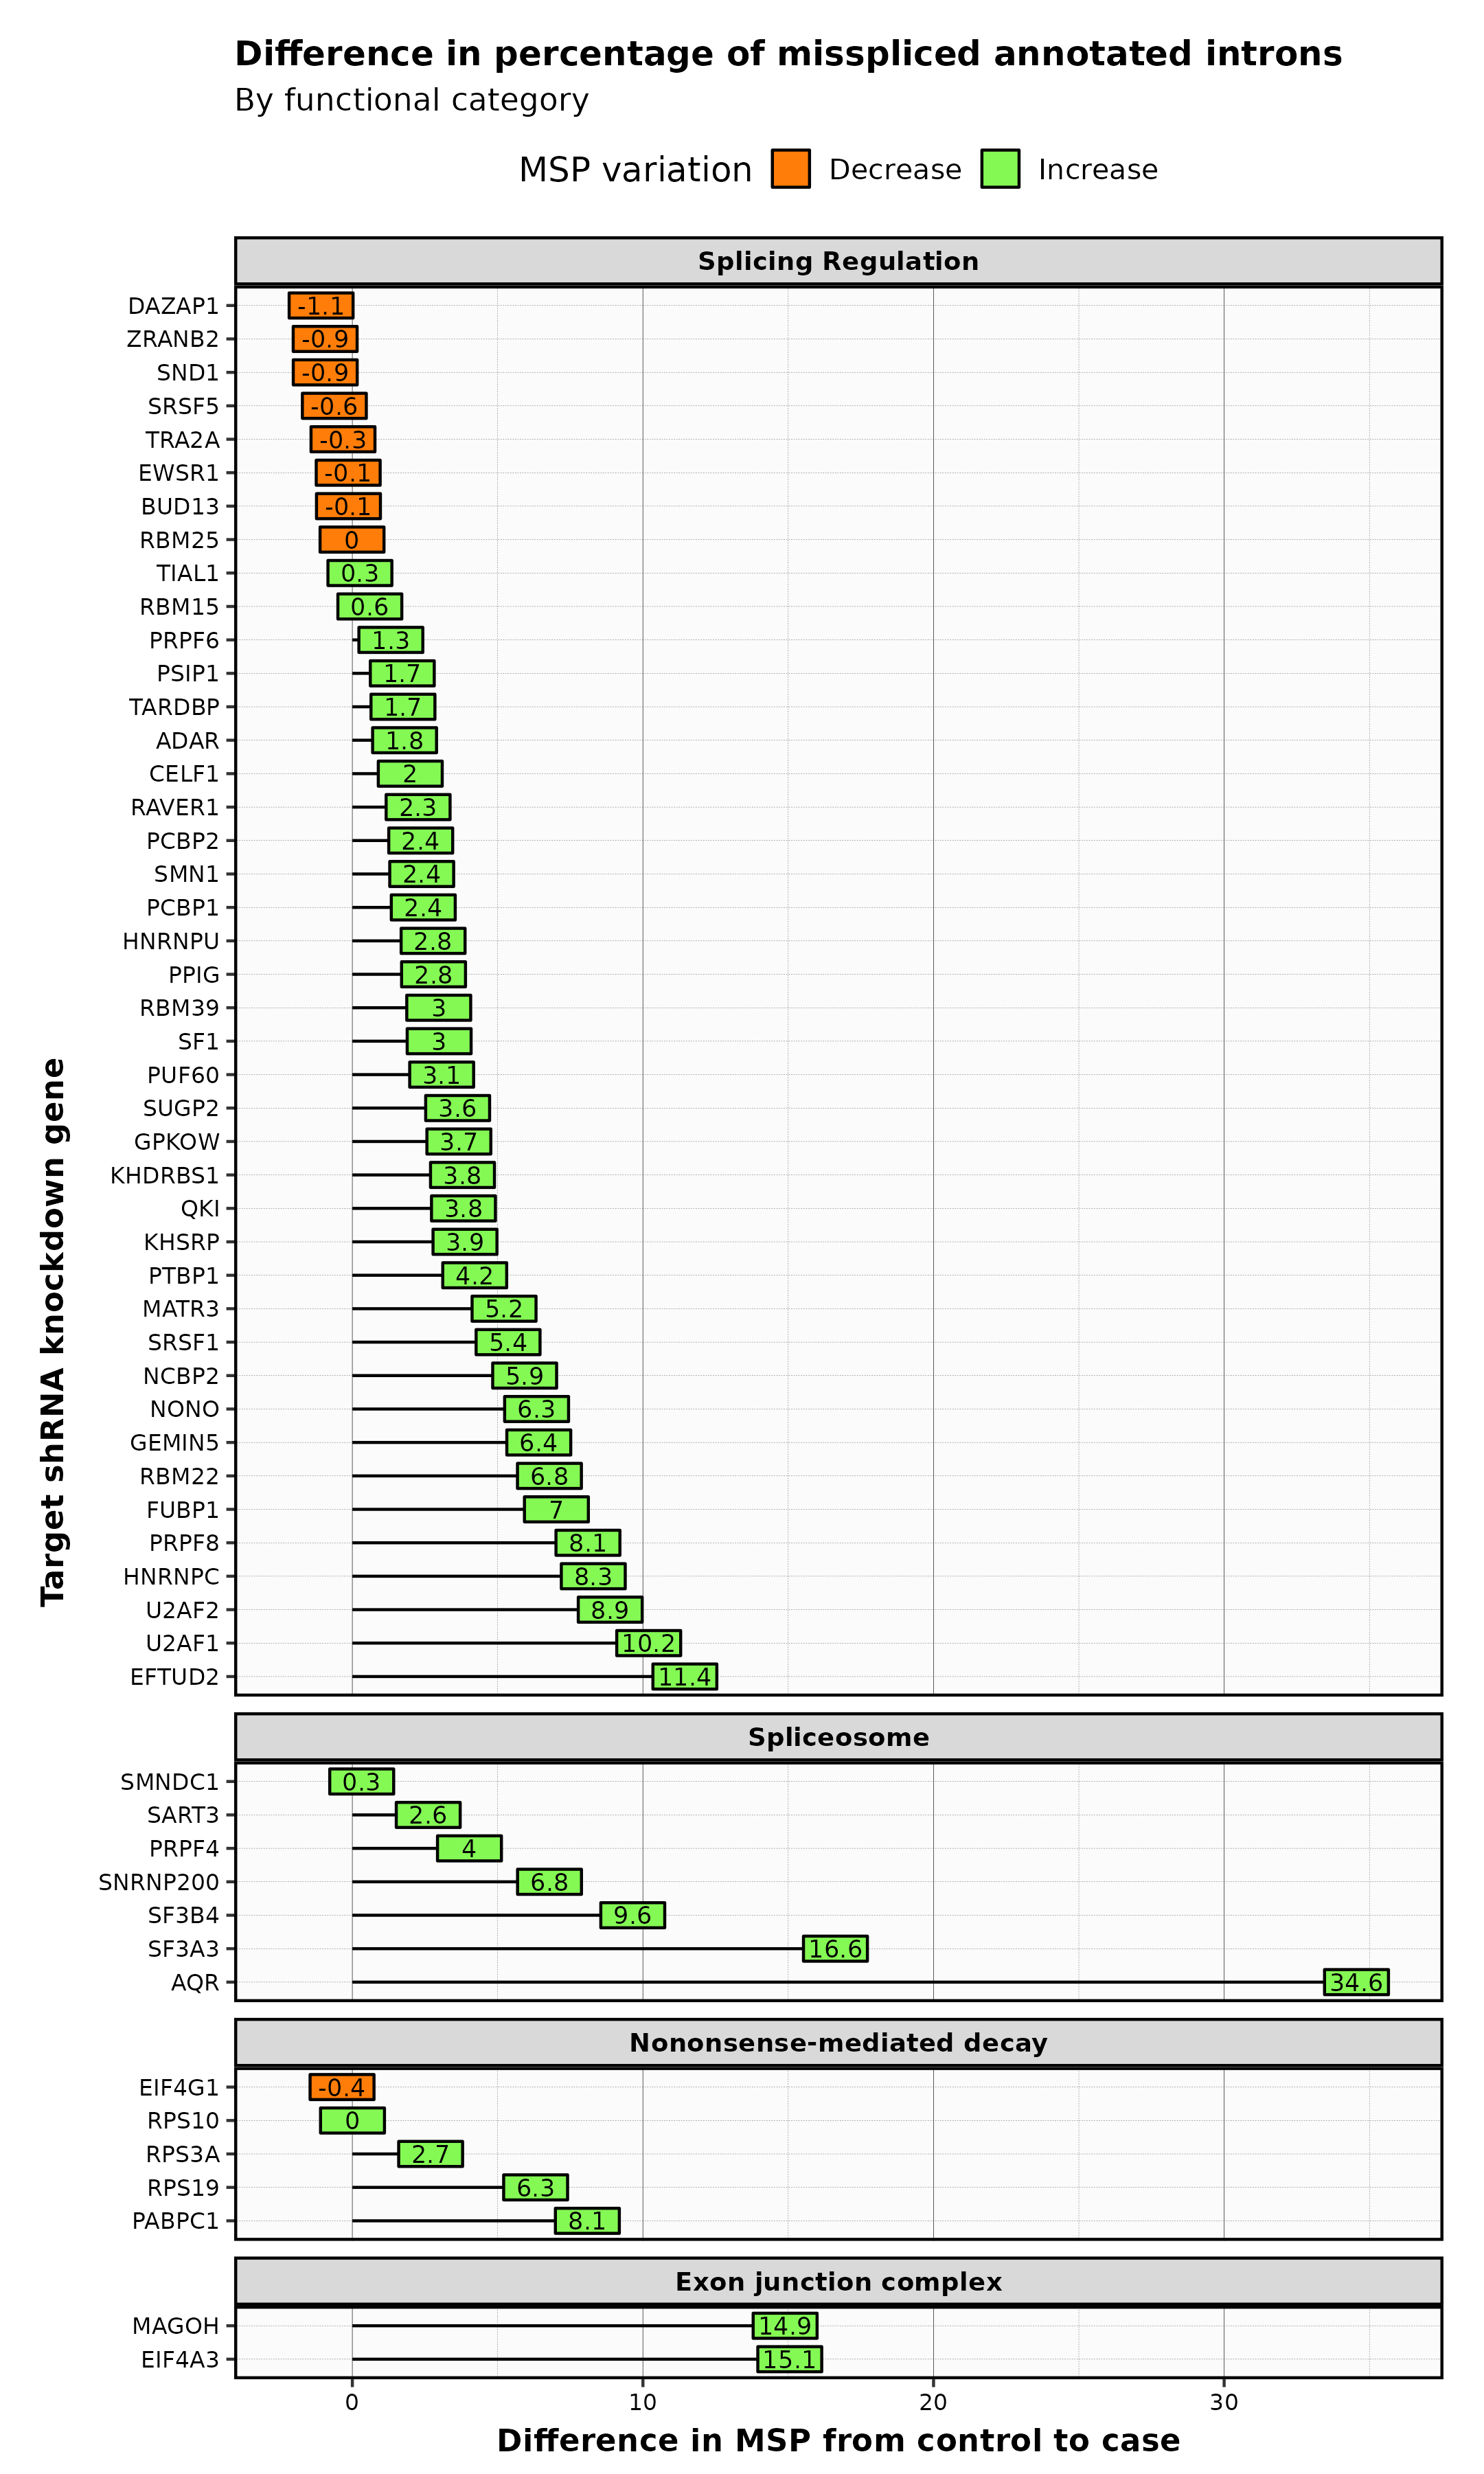 Difference in percentage of misspliced annotated introns
By functional category
MSP variation Decrease Increase
Splicing Regulation
DAZAP1 -1.1
ZRANB2 -0.9
SND1 -0.9
SRSF5 -0.6
TRA2A -0.3
EWSR1 -0.1
BUD13 -0.1
RBM25 0
TIAL1 0.3
RBM15 0.6
PRPF6 1.3
PSIP1 1.7
TARDBP 1.7
ADAR 1.8
CELF1 2
RAVER1 2.3
PCBP2 2.4
SMN1 2.4
PCBP1 2.4
HNRNPU 2.8
PPIG 2.8
RBM39 3
SF1 3
PUF60 3.1
SUGP2 3.6
GPKOW 3.7
KHDRBS1 3.8
QKI 3.8
KHSRP 3.9
PTBP1 4.2
MATR3 5.2
SRSF1 5.4
NCBP2 5.9
NONO 6.3
GEMIN5 6.4
RBM22 6.8
FUBP1 7
PRPF8 8.1
HNRNPC 8.3
U2AF2 8.9
U2AF1 10.2
EFTUD2 11.4
Spliceosome
SMNDC1 0.3
SART3 2.6
PRPF4 4
SNRNP200 6.8
SF3B4 9.6
SF3A3 16.6
AQR 34.6
Nononsense-mediated decay
EIF4G1 -0.4
RPS10 0
RPS3A 2.7
RPS19 6.3
PABPC1 8.1
Exon junction complex
MAGOH 14.9
EIF4A3 15.1
0 10 20 30
Difference in MSP from control to case
Target shRNA knockdown gene